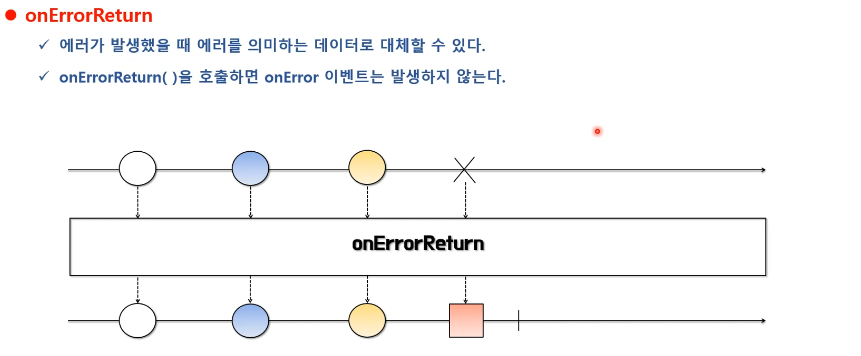 onErrorReturn
에러가 발생했을 때 에러를 의미하는 데이터로 대체할 수 있다.
onErrorReturn( )을 호출하면 onError 이벤트는 발생하지 않는다.
onErrorReturn